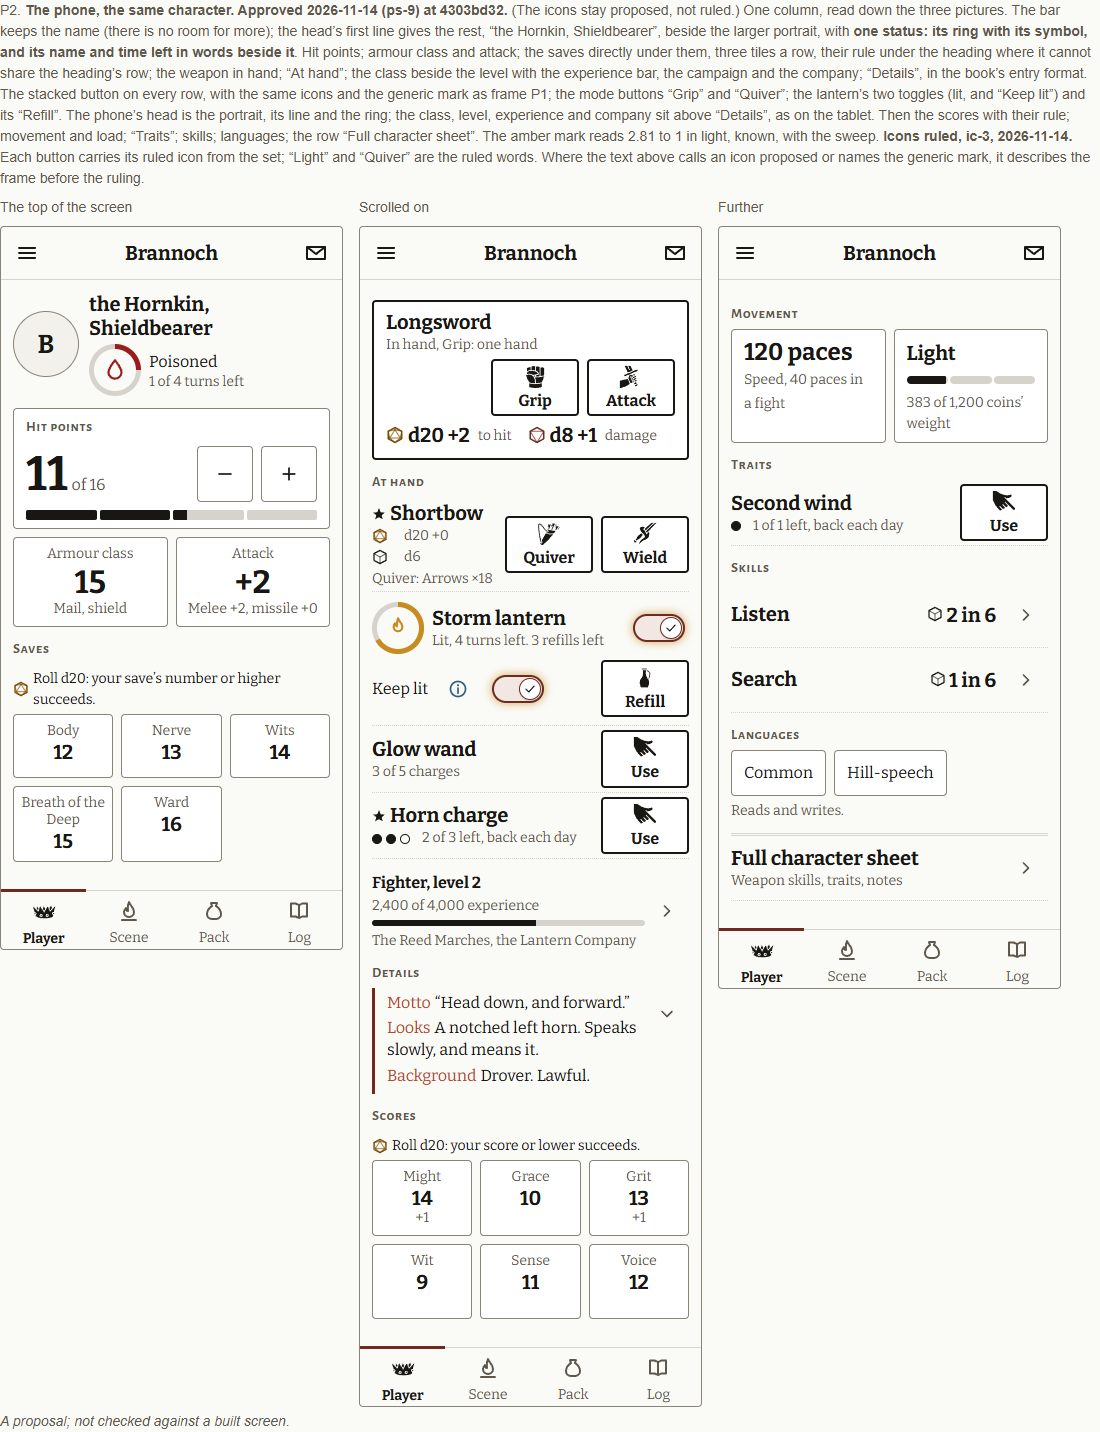 P2. The phone, the same character. Approved 2026-11-14 (ps-9) at 4303bd32. (The icons stay proposed, not ruled.) One column, read down the three pictures. The bar
keeps the name (there is no room for more); the head's first line gives the rest, “the Hornkin, Shieldbearer”, beside the larger portrait, with one status: its ring with its symbol,
and its name and time left in words beside it. Hit points; armour class and attack; the saves directly under them, three tiles a row, their rule under the heading where it cannot
share the heading's row; the weapon in hand; “At hand”; the class beside the level with the experience bar, the campaign and the company; “Details”, in the book's entry format.
The stacked button on every row, with the same icons and the generic mark as frame P1; the mode buttons “Grip” and “Quiver”; the lantern's two toggles (lit, and “Keep lit”) and
its “Refill”. The phone's head is the portrait, its line and the ring; the class, level, experience and company sit above “Details”, as on the tablet. Then the scores with their rule;
movement and load; “Traits”; skills; languages; the row “Full character sheet”. The amber mark reads 2.81 to 1 in light, known, with the sweep. Icons ruled, ic-3, 2026-11-14.
Each button carries its ruled icon from the set; “Light” and “Quiver” are the ruled words. Where the text above calls an icon proposed or names the generic mark, it describes the
frame before the ruling.
The top of the screen
Brannoch
B
the Hornkin,
Shieldbearer
Poisoned
1 of 4 turns left
HIT POINTS
11 of 16
− +
Armour class
15
Mail, shield
Attack
+2
Melee +2, missile +0
SAVES
Roll d20: your save's number or higher
succeeds.
Body
12
Nerve
13
Wits
14
Breath of the
Deep
15
Ward
16
Player Scene Pack Log
Scrolled on
Brannoch
Longsword
In hand, Grip: one hand
Grip Attack
d20 +2 to hit d8 +1 damage
AT HAND
Shortbow
d20 +0
d6
Quiver: Arrows ×18
Quiver Wield
Storm lantern
Lit, 4 turns left. 3 refills left
Keep lit
Refill
Glow wand
3 of 5 charges
Use
Horn charge
2 of 3 left, back each day
Use
Fighter, level 2
2,400 of 4,000 experience
The Reed Marches, the Lantern Company
DETAILS
Motto “Head down, and forward.”
Looks A notched left horn. Speaks
slowly, and means it.
Background Drover. Lawful.
SCORES
Roll d20: your score or lower succeeds.
Might
14
+1
Grace
10
Grit
13
+1
Wit
9
Sense
11
Voice
12
Player Scene Pack Log
Further
Brannoch
MOVEMENT
120 paces
Speed, 40 paces in
a fight
Light
383 of 1,200 coins'
weight
TRAITS
Second wind
1 of 1 left, back each day
Use
SKILLS
Listen 2 in 6
Search 1 in 6
LANGUAGES
Common Hill-speech
Reads and writes.
Full character sheet
Weapon skills, traits, notes
Player Scene Pack Log
A proposal; not checked against a built screen.